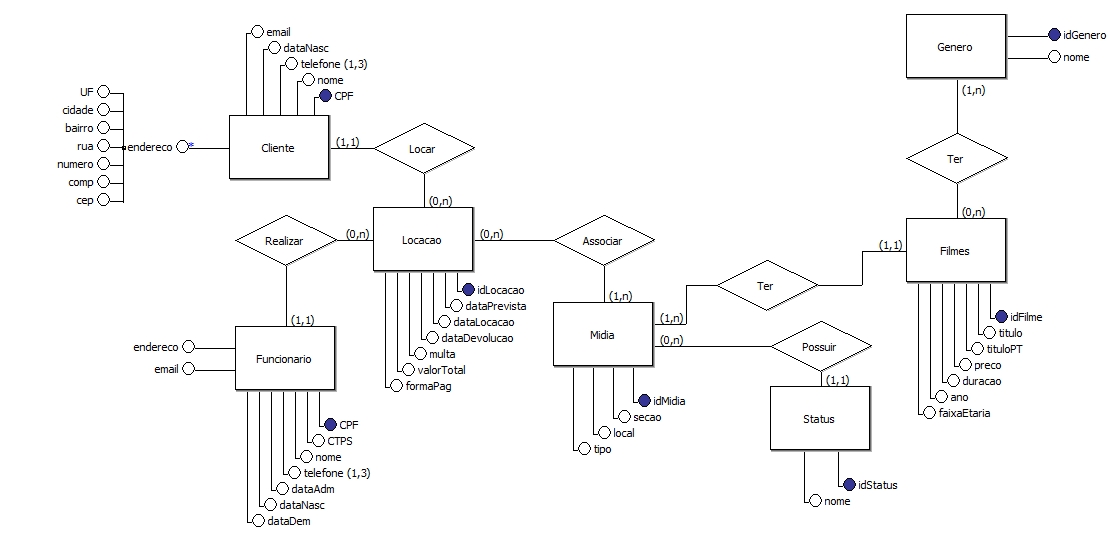 email
dataNasc
telefone (1,3)
nome
CPF
UF
cidade
bairro
rua
numero
comp
cep
endereco
*
Cliente
(1,1)
Locar
(0,n)
Genero
idGenero
nome
(1,n)
Ter
(0,n)
Realizar
(0,n)
Locacao
(0,n)
Associar
(1,1)
Filmes
idLocacao
dataPrevista
dataLocacao
dataDevolucao
multa
valorTotal
formaPag
(1,n)
Midia
(1,n)
(0,n)
Ter
Possuir
(1,1)
Status
idFilme
titulo
tituloPT
preco
duracao
ano
faixaEtaria
(1,1)
endereco
email
Funcionario
CPF
CTPS
nome
telefone (1,3)
dataAdm
dataNasc
dataDem
idMidia
secao
local
tipo
idStatus
nome